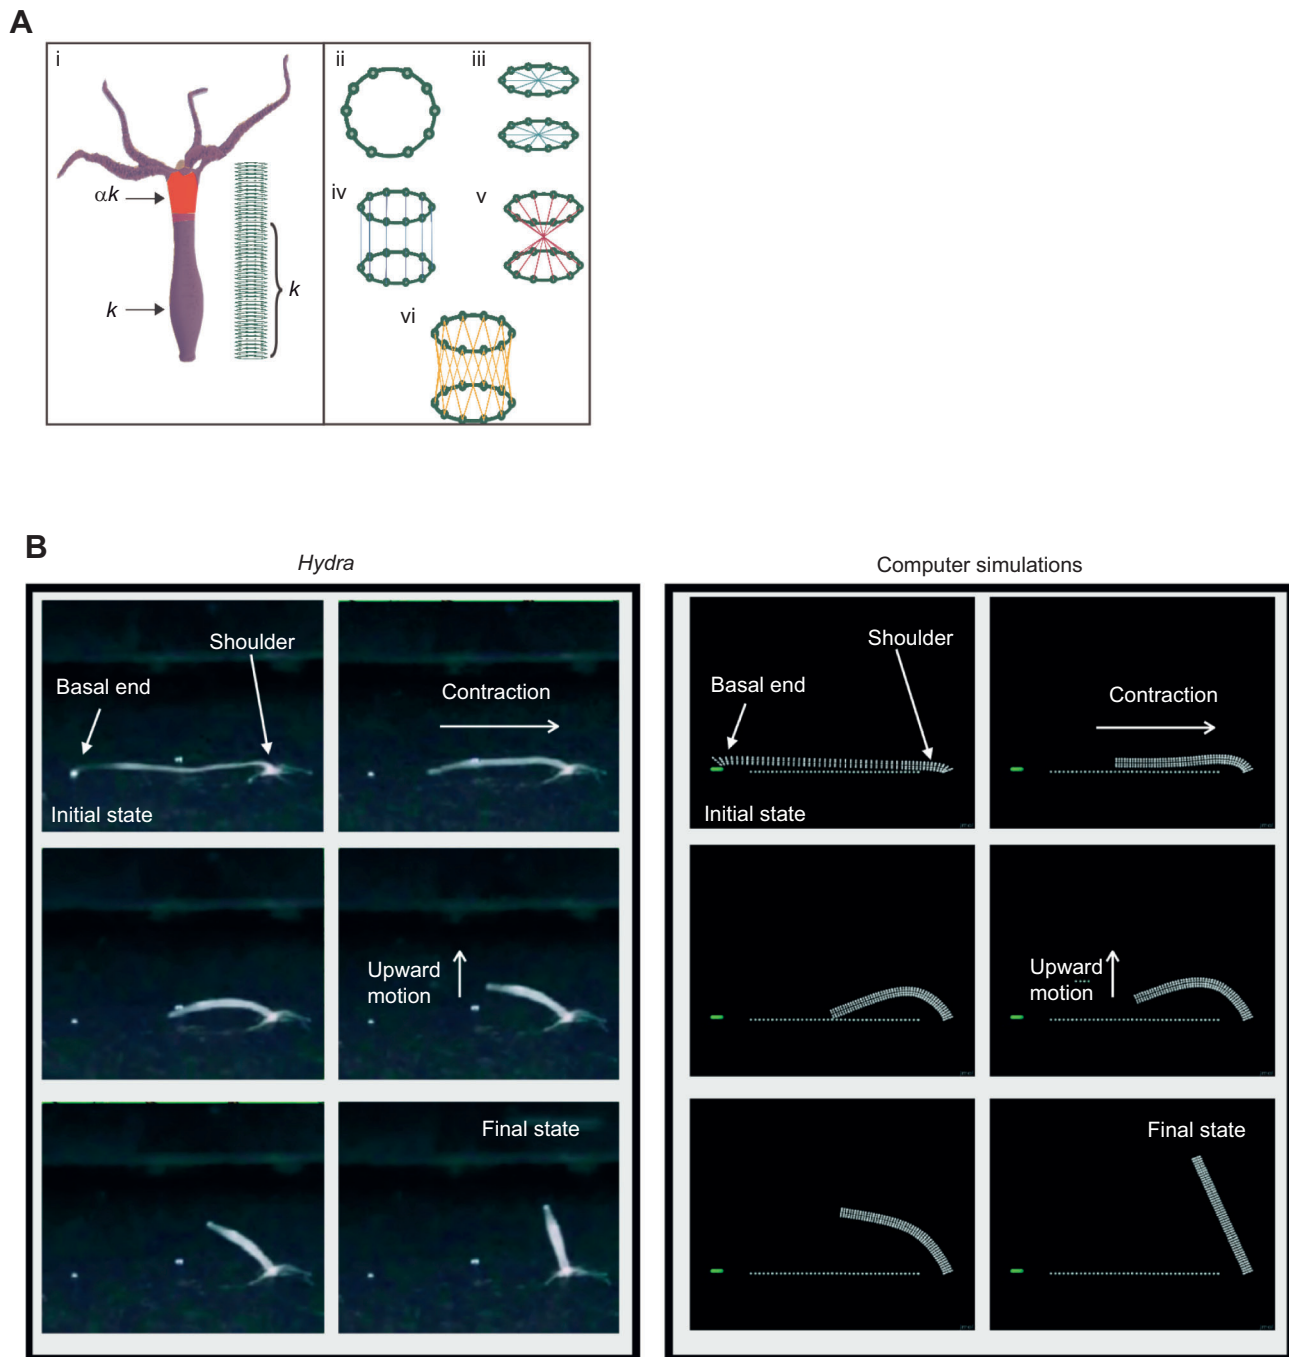 A
i
αk
k
k
ii
iii
iv
v
vi
B
Hydra
Computer simulations
Shoulder
Basal end
Initial state
Contraction
Upward
motion
Final state
Shoulder
Basal end
Initial state
Contraction
Upward
motion
Final state